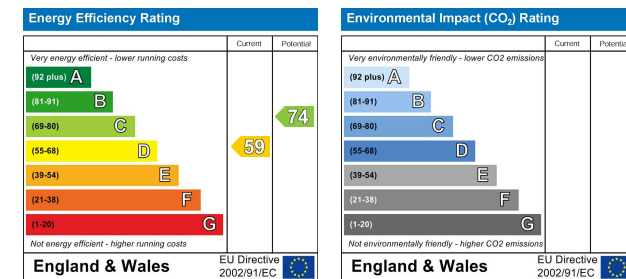 Energy Efficiency Rating
Current Potential
Very energy efficient - lower running costs
(92 plus) A
(81-91) B
(69-80) C
74
(55-68) D
59
(39-54) E
(21-38) F
(1-20) G
Not energy efficient - higher running costs
England & Wales
EU Directive
2002/91/EC
Environmental Impact (CO₂) Rating
Current Potential
Very environmentally friendly - lower CO2 emissions
(92 plus) A
(81-91) B
(69-80) C
(55-68) D
(39-54) E
(21-38) F
(1-20) G
Not environmentally friendly - higher CO2 emissions
England & Wales
EU Directive
2002/91/EC